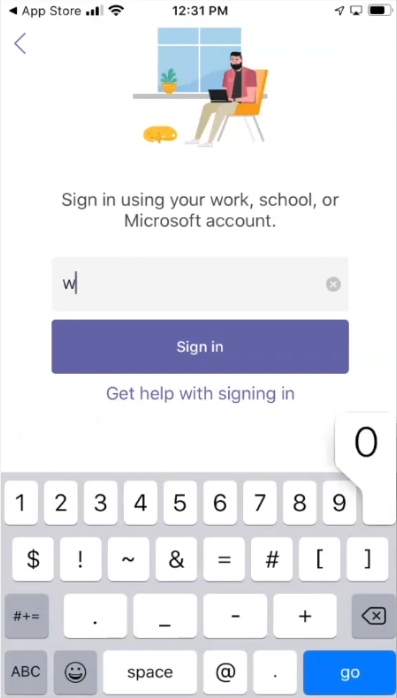 App Store 12:31 PM
Sign in using your work, school, or
Microsoft account.
w
Sign in
Get help with signing in
0
1 2 3 4 5 6 7 8 9
$ ! ~ & = # [ ]
#+= . _ - +
ABC space @ . go